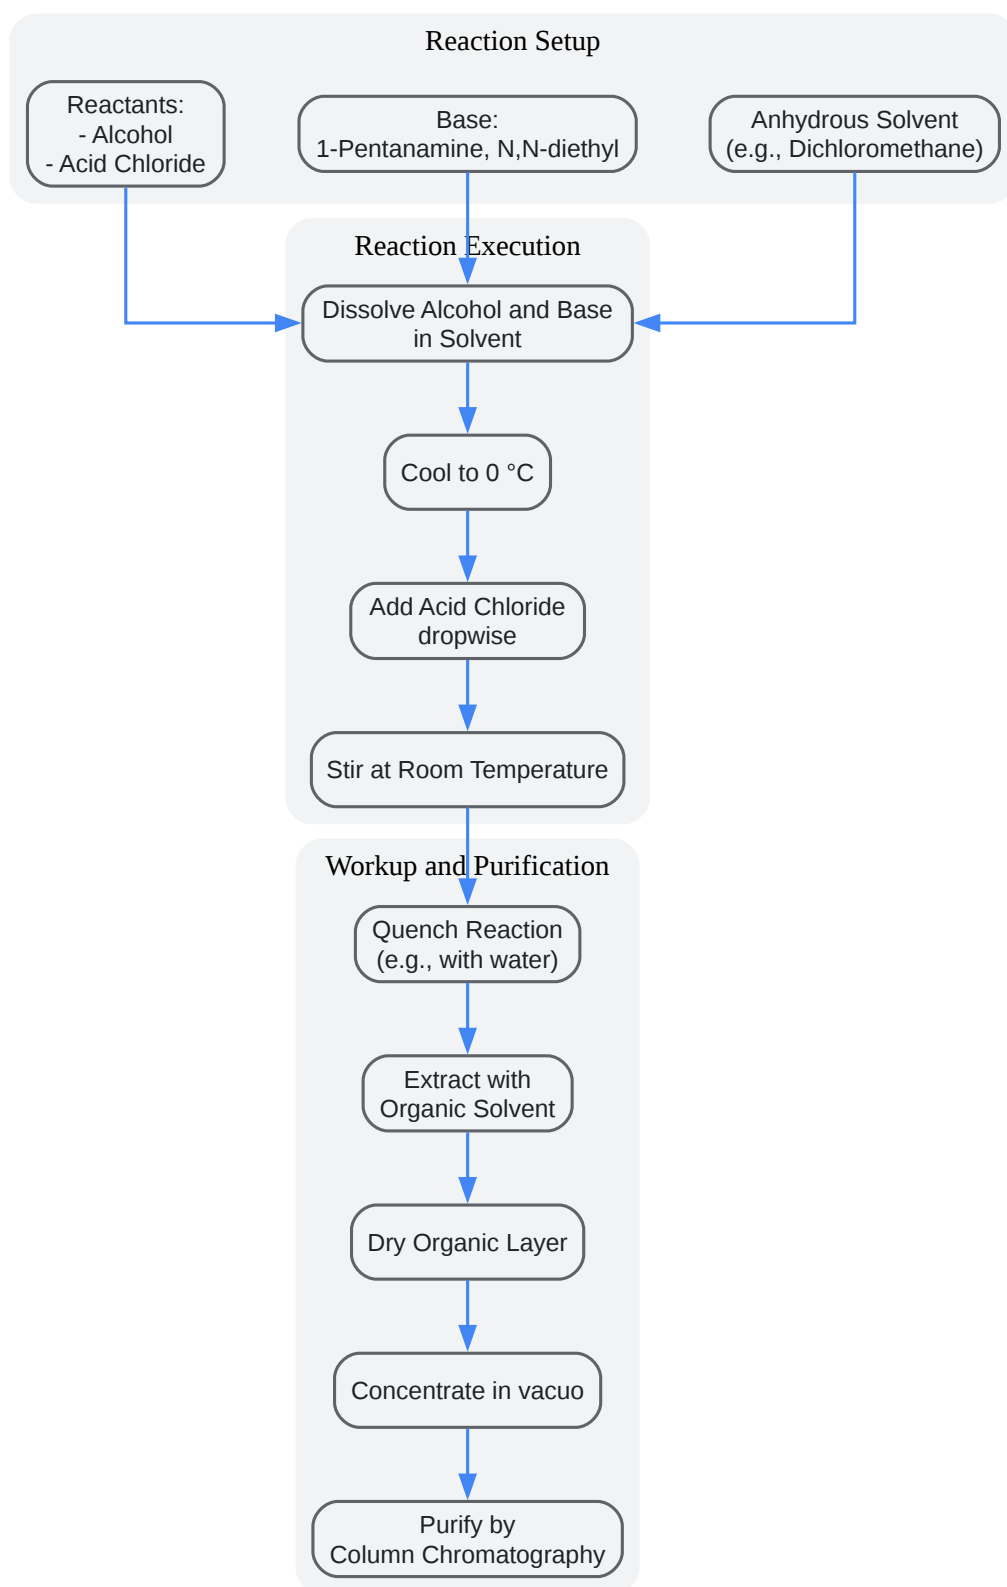 Reaction Setup
Reactants:
- Alcohol
- Acid Chloride
Base:
1-Pentanamine, N,N-diethyl
Anhydrous Solvent
(e.g., Dichloromethane)
Reaction Execution
Dissolve Alcohol and Base
in Solvent
Cool to 0 °C
Add Acid Chloride
dropwise
Stir at Room Temperature
Workup and Purification
Quench Reaction
(e.g., with water)
Extract with
Organic Solvent
Dry Organic Layer
Concentrate in vacuo
Purify by
Column Chromatography